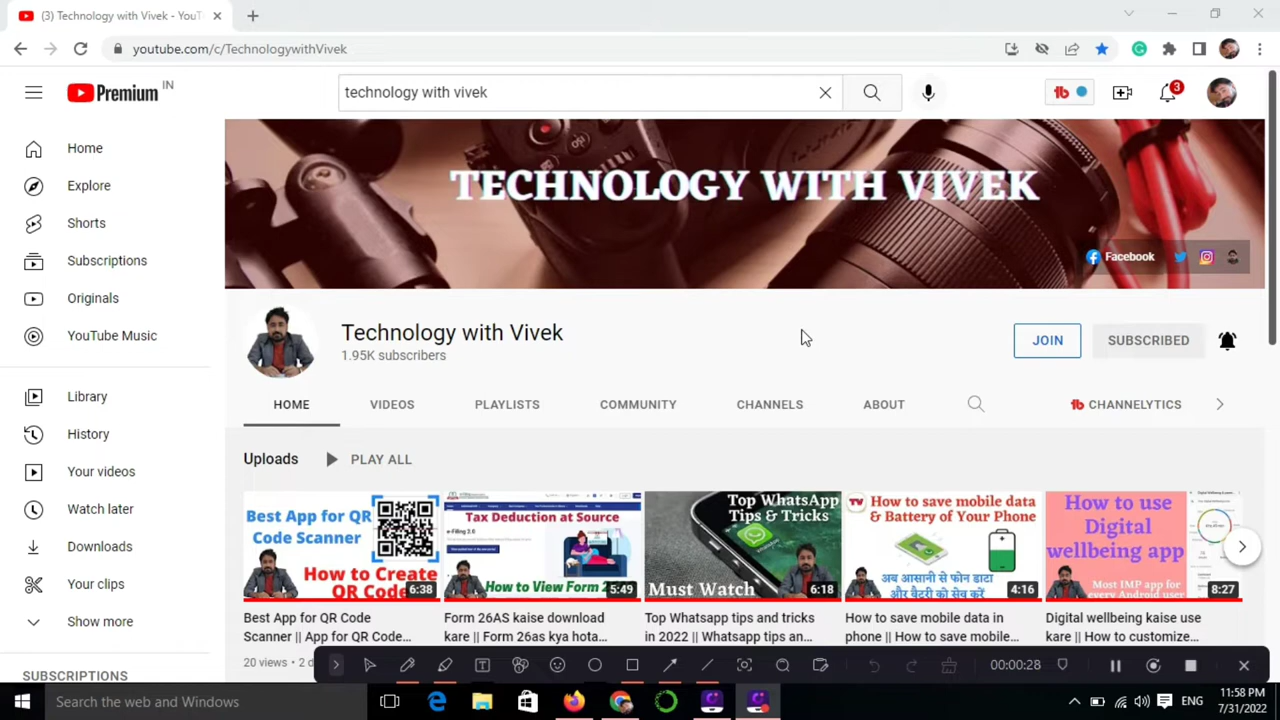 (3) Technology with Vivek - YouT
youtube.com/c/TechnologywithVivek
Premium IN
technology with vivek
3
Home
Explore
Shorts
Subscriptions
Originals
YouTube Music
Library
History
Your videos
Watch later
Downloads
Your clips
Show more
SUBSCRIPTIONS
TECHNOLOGY WITH VIVEK
Facebook
Technology with Vivek
1.95K subscribers
JOIN
SUBSCRIBED
HOME
VIDEOS
PLAYLISTS
COMMUNITY
CHANNELS
ABOUT
CHANNELYTICS
Uploads
PLAY ALL
Best App for QR
Code Scanner
How to Create
QR Code
6:38
Best App for QR Code
Scanner || App for QR Code...
20 views
Tax Deduction at Source
e-Filling 2.0
How to View Form 2
5:49
Form 26AS kaise download
kare || Form 26as kya hota...
Top WhatsApp
Tips & Tricks
Must Watch
6:18
Top Whatsapp tips and tricks
in 2022 || Whatsapp tips an...
How to save mobile data
& Battery of Your Phone
अब आसानी से फोन डाटा
और बैटरी को सेव करें
4:16
How to save mobile data in
phone || How to save mobile...
How to use
Digital
wellbeing app
Most IMP app for
every Android user
8:27
Digital wellbeing kaise use
kare || How to customize...
00:00:28
Search the web and Windows
ENG
11:58 PM
7/31/2022